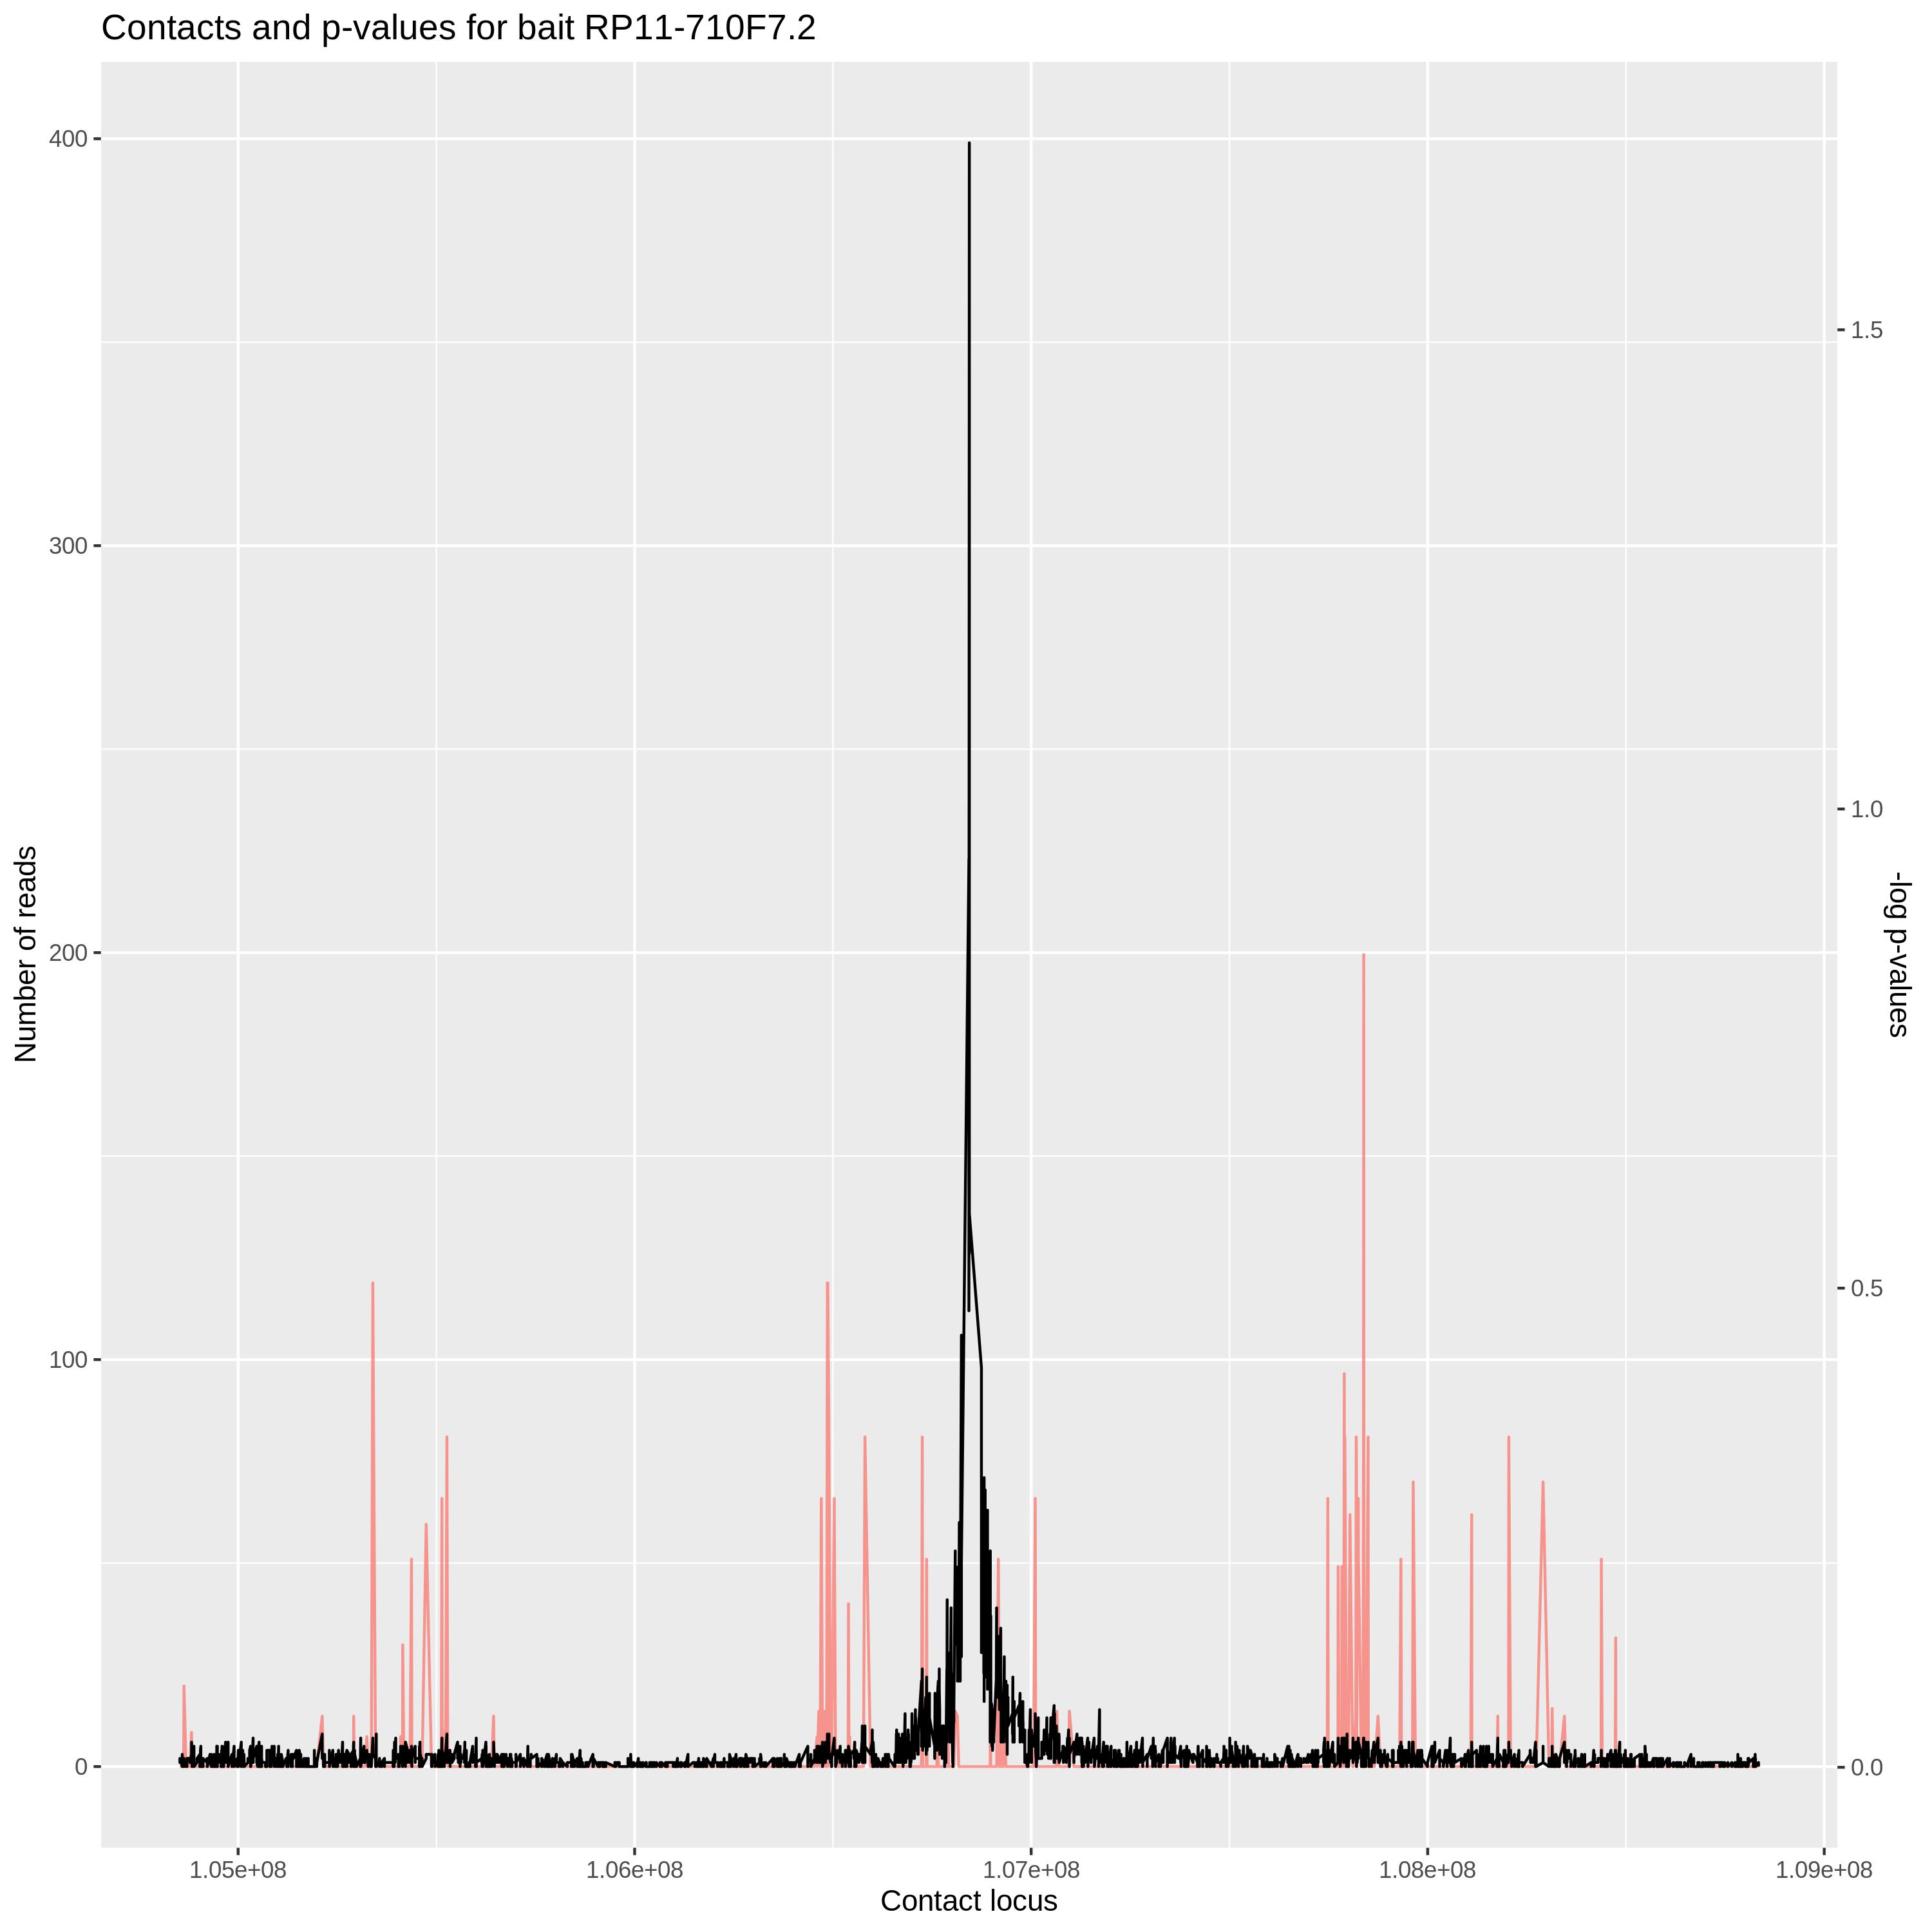 Contacts and p-values for bait RP11-710F7.2
400
300
200
100
0
Number of reads
1.5
1.0
0.5
0.0
-log p-values
1.05e+08
1.06e+08
1.07e+08
1.08e+08
1.09e+08
Contact locus